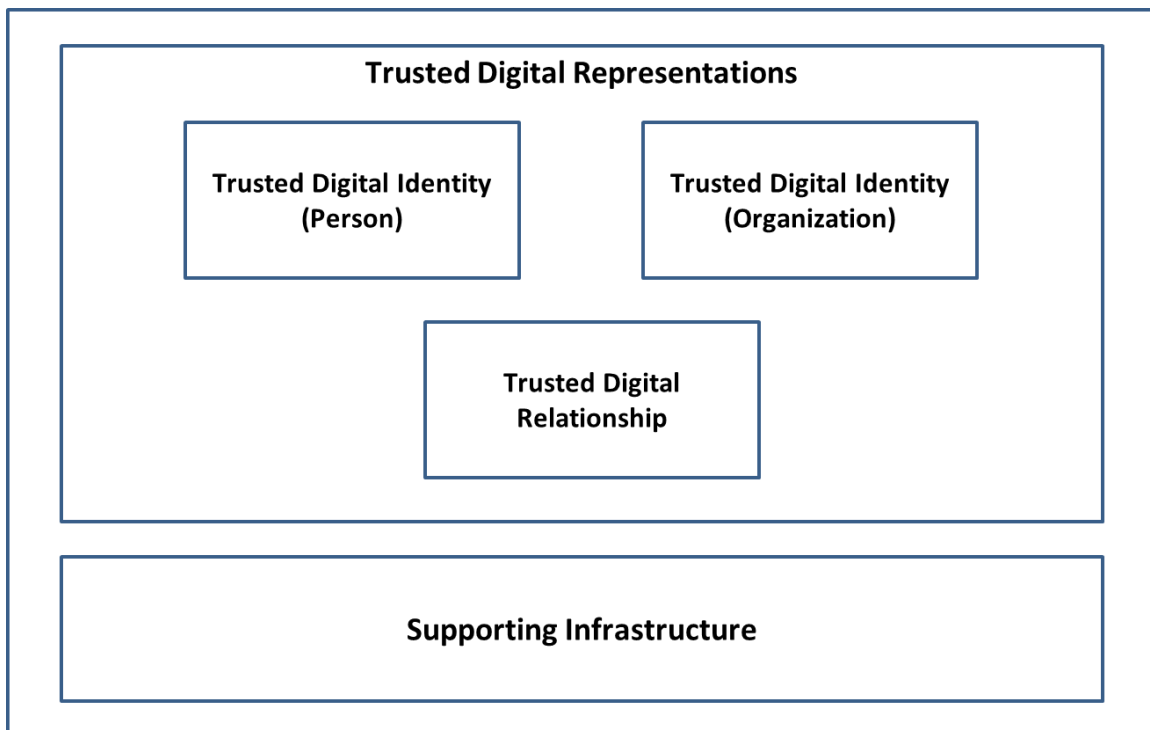 Trusted Digital Representations
Trusted Digital Identity
(Person)
Trusted Digital Identity
(Organization)
Trusted Digital
Relationship
Supporting Infrastructure